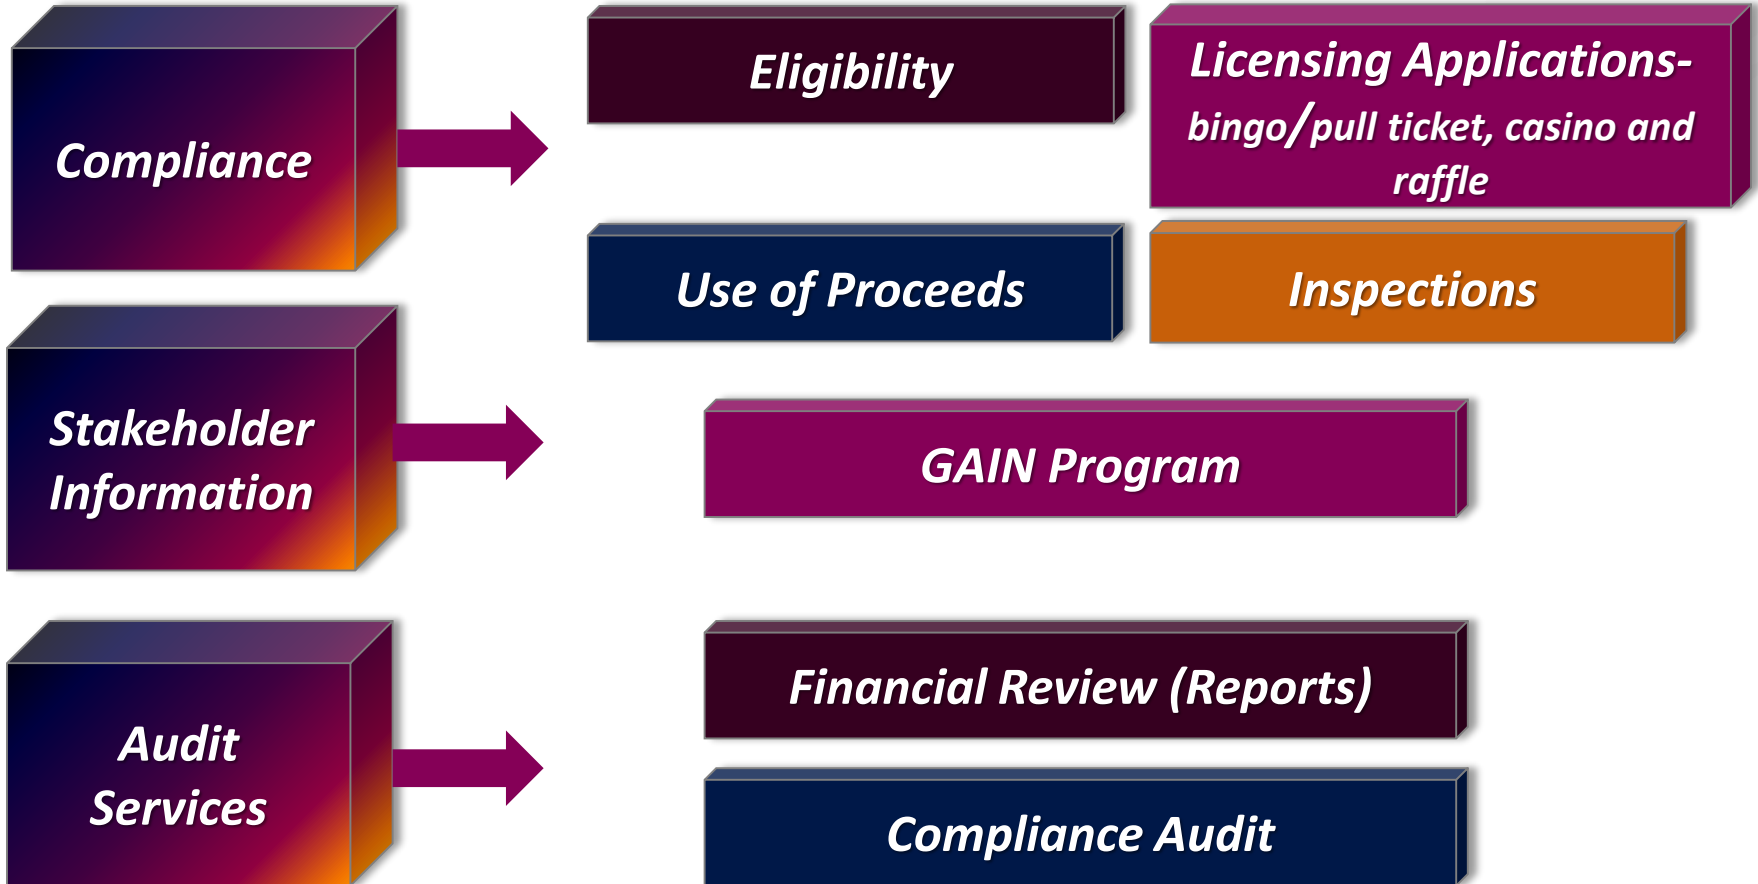 Compliance
Eligibility
Licensing Applications-
bingo/pull ticket, casino and
raffle
Use of Proceeds
Inspections
Stakeholder
Information
GAIN Program
Audit
Services
Financial Review (Reports)
Compliance Audit